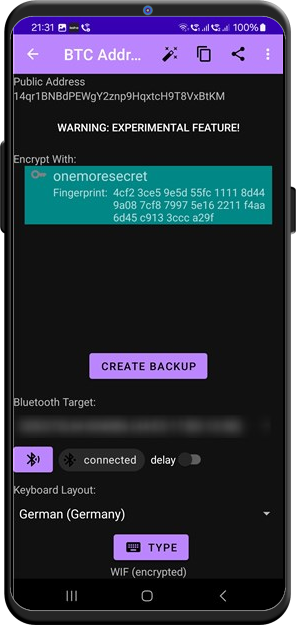 21:31
100%
BTC Addr...
Public Address
14qr1BNBdPEWgY2znp9HqxtcH9T8VxBtKM
WARNING: EXPERIMENTAL FEATURE!
Encrypt With:
onemoresecret
Fingerprint: 4cf2 3ce5 9e5d 55fc 1111 8d44
9a08 7cf8 7997 5e16 2211 f4aa
6d45 c913 3ccc a29f
CREATE BACKUP
Bluetooth Target:
connected
delay
Keyboard Layout:
German (Germany)
TYPE
WIF (encrypted)